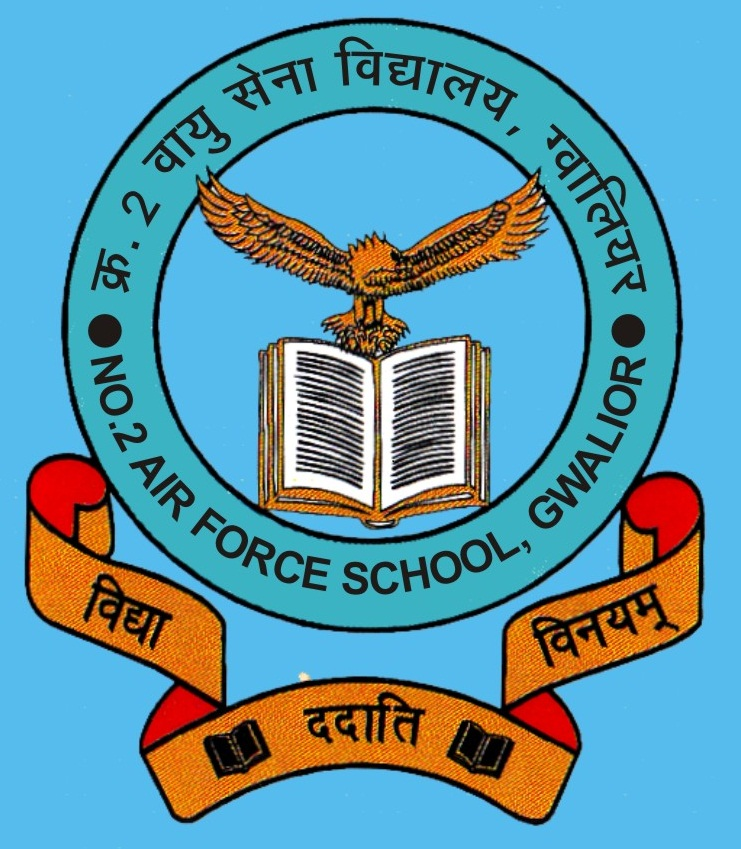 क्र. 2 वायु सेना विद्यालय, ग्वालियर
NO.2 AIR FORCE SCHOOL, GWALIOR
विद्या
ददाति
विनयमू